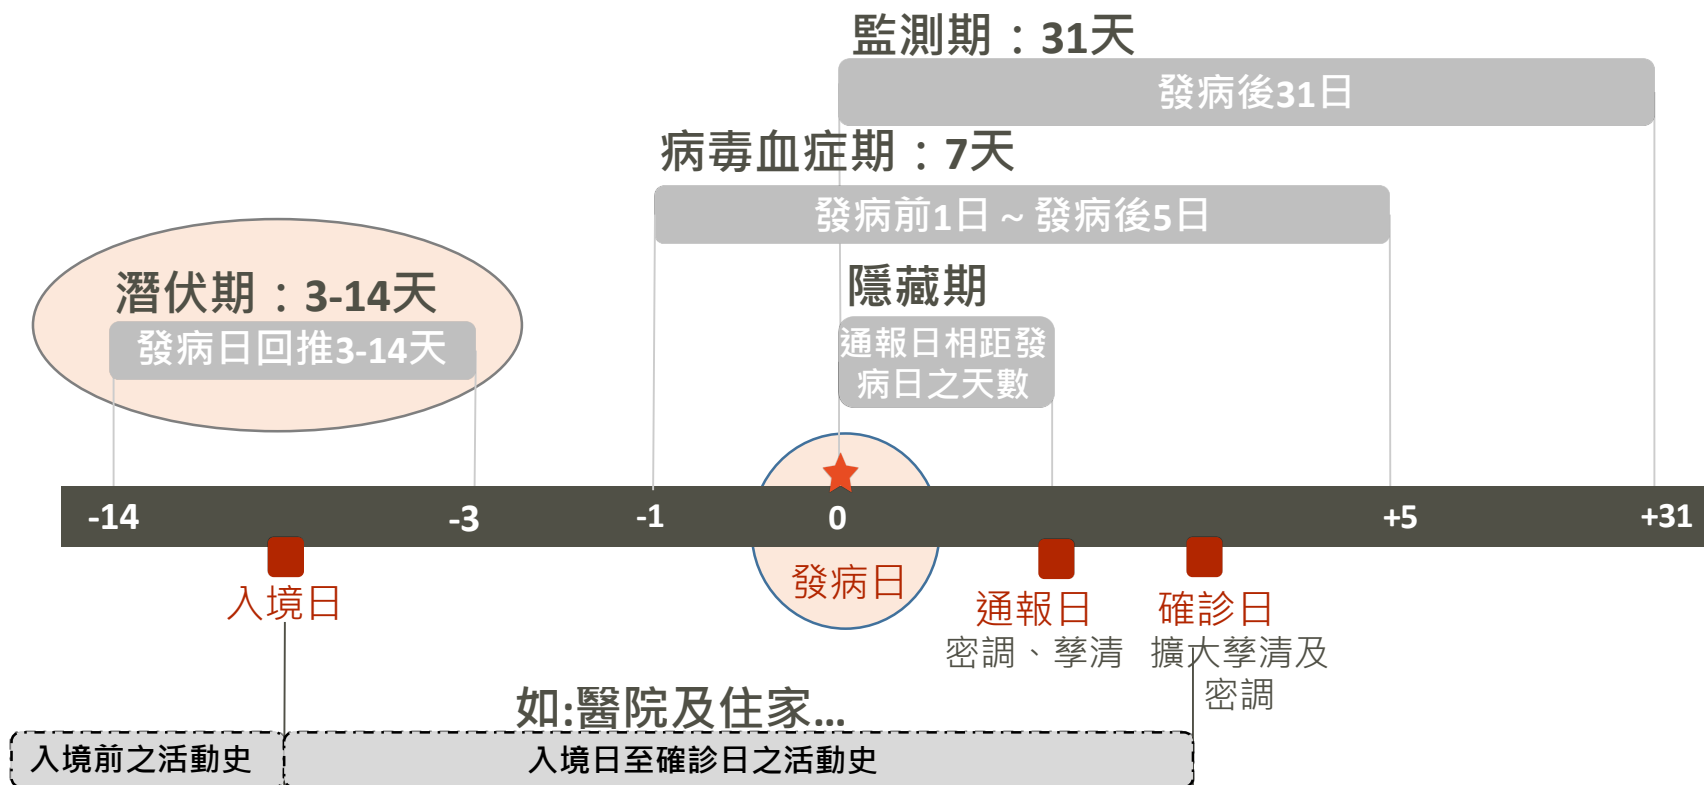 監測期：31天
發病後31日
病毒血症期：7天
發病前1日 ~ 發病後5日
潛伏期：3-14天
發病日回推3-14天
隱藏期
通報日相距發
病日之天數
-14
-3
-1
0
+5
+31
入境日
發病日
通報日
密調、孳清
確診日
擴大孳清及
密調
如:醫院及住家...
入境前之活動史
入境日至確診日之活動史